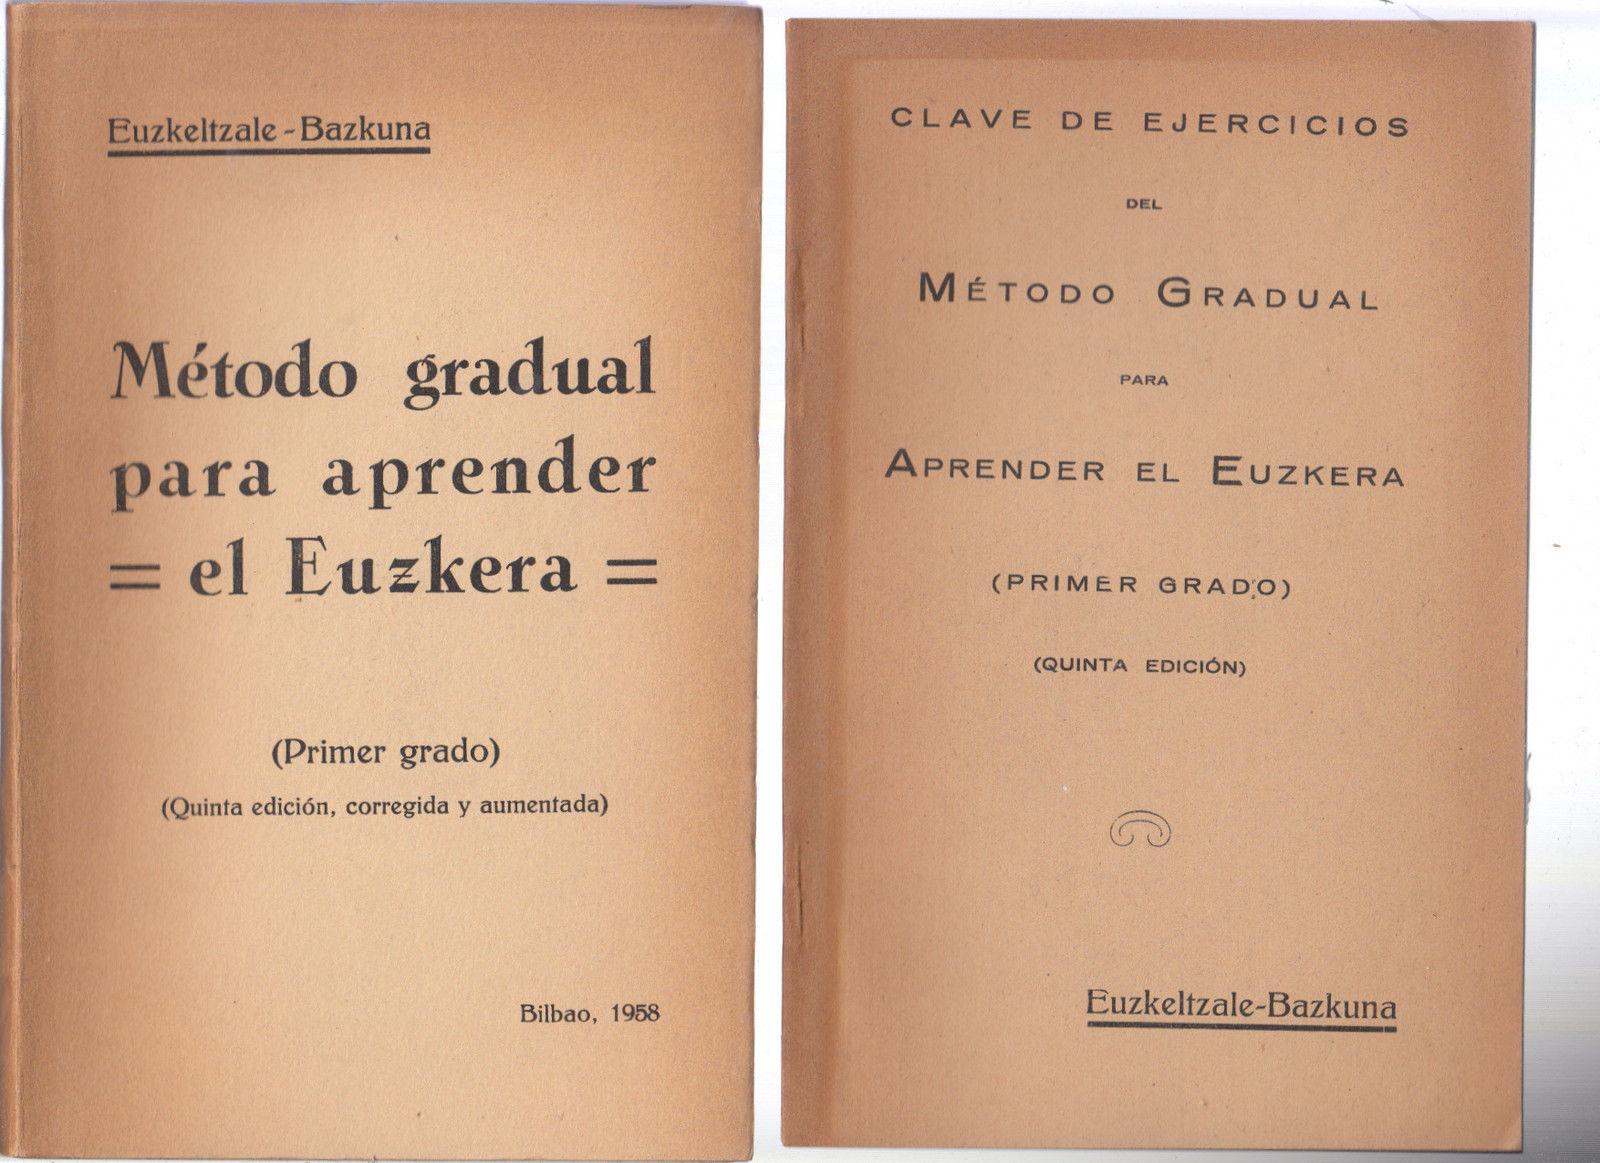 Euzkeltzale-Bazkuna
Método gradual
para aprender
= el Euzkera =
(Primer grado)
(Quinta edición, corregida y aumentada)
Bilbao, 1958
CLAVE DE EJERCICIOS
DEL
MÉTODO GRADUAL
PARA
APRENDER EL EUZKERA
(PRIMER GRADO)
(QUINTA EDICIÓN)
Euzkeltzale-Bazkuna